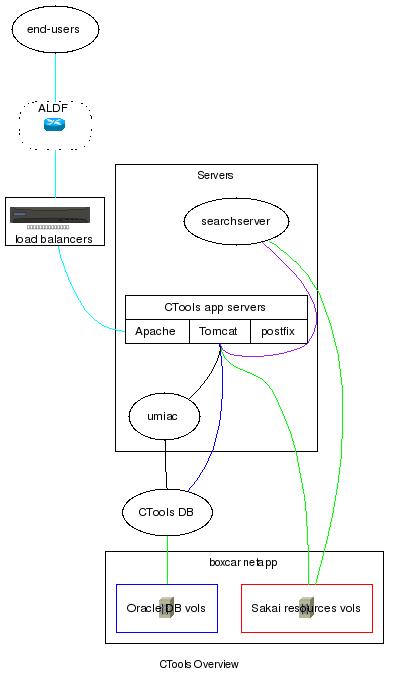 end-users
ALDF
Servers
searchserver
load balancers
CTools app servers
Apache
Tomcat
postfix
umiac
CTools DB
boxcar netapp
Oracle DB vols
Sakai resources vols
CTools Overview